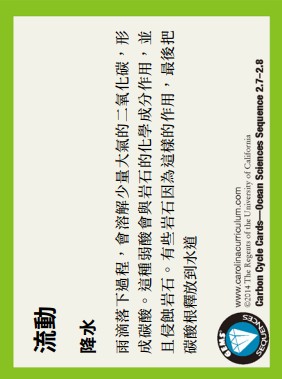 流動
降水
雨滴落下過程，會溶解少量大氣的二氧化碳，形
成碳酸。這種弱酸會與岩石的化學成分作用，並
且侵蝕岩石。有些岩石因為這樣的作用，最後把
碳酸根釋放到水道
www.carolinacurriculum.com
©2014 The Regents of the University of California
Carbon Cycle Cards—Ocean Sciences Sequence 2.7–2.8
SEQUENCES